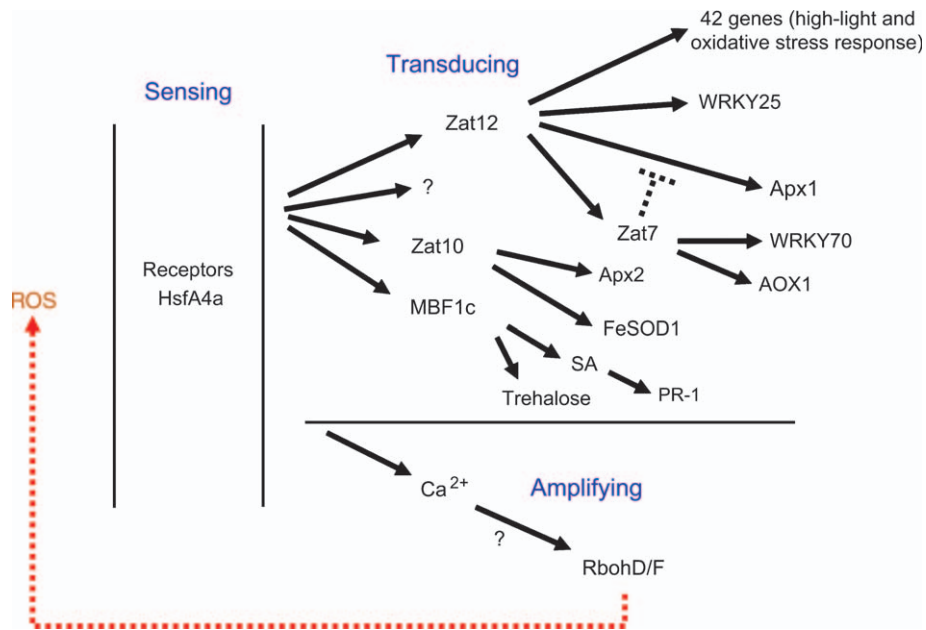 42 genes (high-light and
oxidative stress response)
Transducing
Sensing
WRKY25
Zat12
?
Apx1
Zat7
WRKY70
Zat10
Receptors
Apx2
AOX1
HsfA4a
ROS
MBF1c
FeSOD1
SA
Trehalose
PR-1
Ca2+
Amplifying
?
RbohD/F